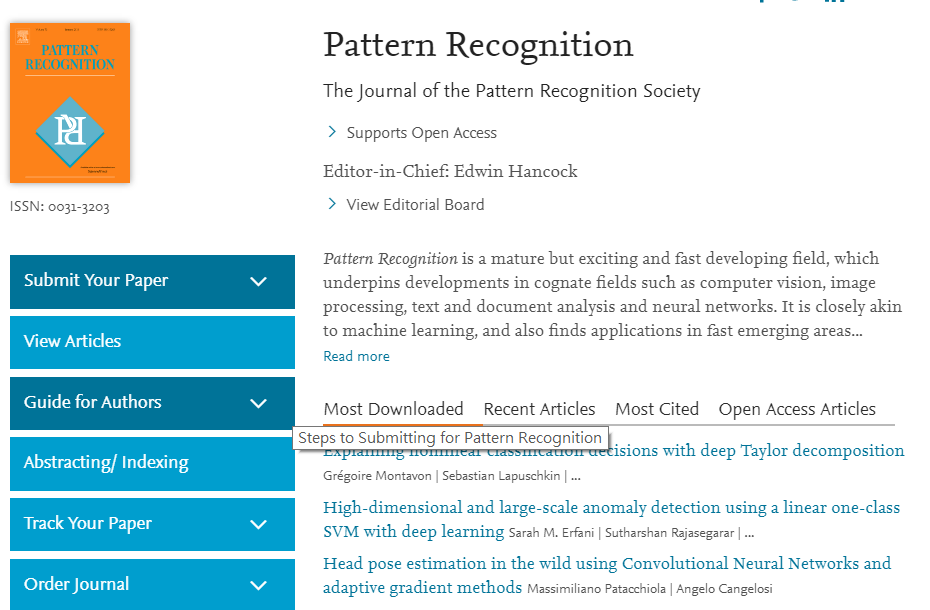 PATTERN
RECOGNITION
ISSN: 0031-3203
Submit Your Paper
View Articles
Guide for Authors
Abstracting/ Indexing
Track Your Paper
Order Journal
Pattern Recognition
The Journal of the Pattern Recognition Society
Supports Open Access
Editor-in-Chief: Edwin Hancock
View Editorial Board
Pattern Recognition is a mature but exciting and fast developing field, which
underpins developments in cognate fields such as computer vision, image
processing, text and document analysis and neural networks. It is closely akin
to machine learning, and also finds applications in fast emerging areas...
Read more
Most Downloaded Recent Articles Most Cited Open Access Articles
Steps to Submitting for Pattern Recognition
Explaining nonlinear classification decisions with deep Taylor decomposition
Grégoire Montavon | Sebastian Lapuschkin | ...
High-dimensional and large-scale anomaly detection using a linear one-class
SVM with deep learning Sarah M. Erfani | Sutharshan Rajasegarar | ...
Head pose estimation in the wild using Convolutional Neural Networks and
adaptive gradient methods Massimiliano Patacchiola | Angelo Cangelosi